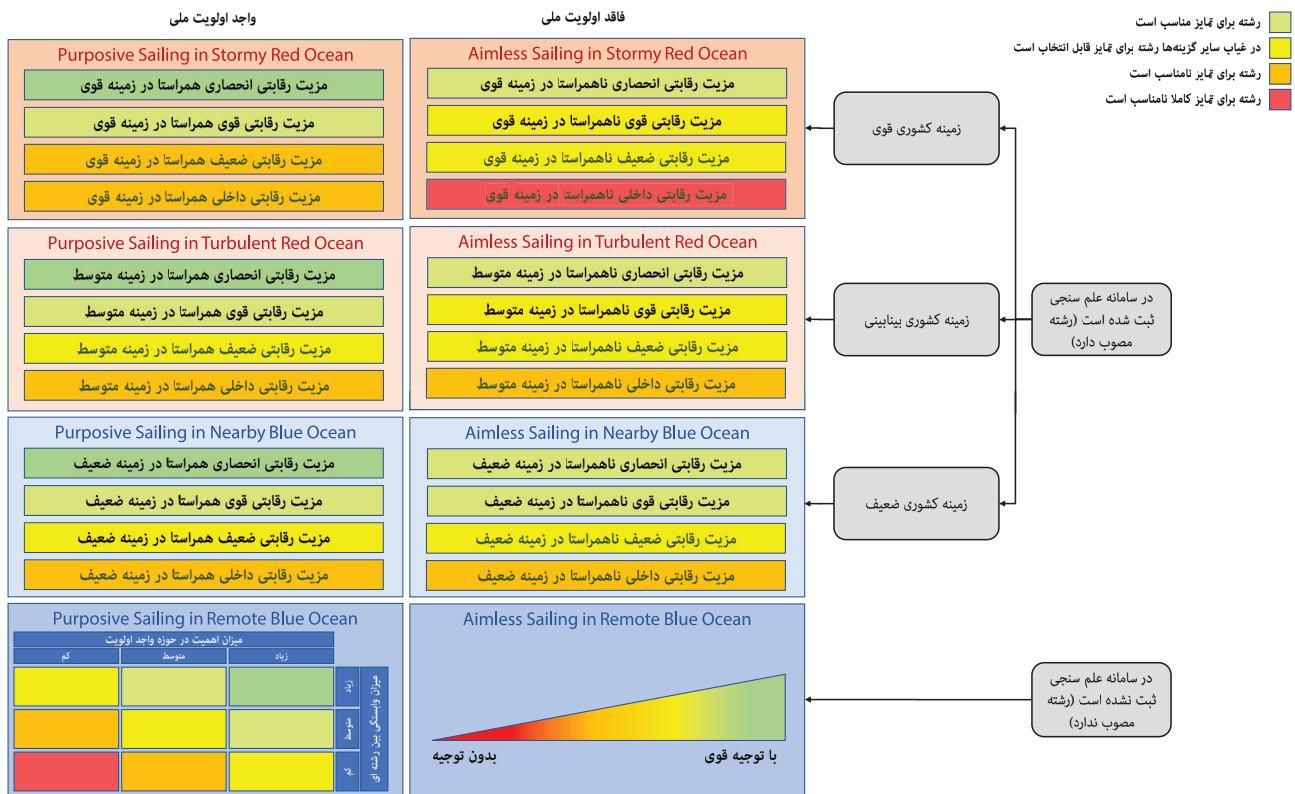 رشته برای تمایز مناسب است
در غیاب سایر گزینه‌ها رشته برای تمایز قابل انتخاب است
رشته برای تمایز نامناسب است
رشته برای تمایز کاملا نامناسب است
فاقد اولویت ملی
واجد اولویت ملی
در سامانه علم سنجی
ثبت شده است (رشته
مصوب دارد)
زمینه کشوری قوی
Aimless Sailing in Stormy Red Ocean
مزیت رقابتی انحصاری ناهمراستا در زمینه قوی
مزیت رقابتی قوی ناهمراستا در زمینه قوی
مزیت رقابتی ضعیف ناهمراستا در زمینه قوی
مزیت رقابتی داخلی ناهمراستا در زمینه قوی
Purposive Sailing in Stormy Red Ocean
مزیت رقابتی انحصاری همراستا در زمینه قوی
مزیت رقابتی قوی همراستا در زمینه قوی
مزیت رقابتی ضعیف همراستا در زمینه قوی
مزیت رقابتی داخلی همراستا در زمینه قوی
زمینه کشوری بینابینی
Aimless Sailing in Turbulent Red Ocean
مزیت رقابتی انحصاری ناهمراستا در زمینه متوسط
مزیت رقابتی قوی ناهمراستا در زمینه متوسط
مزیت رقابتی ضعیف ناهمراستا در زمینه متوسط
مزیت رقابتی داخلی ناهمراستا در زمینه متوسط
Purposive Sailing in Turbulent Red Ocean
مزیت رقابتی انحصاری همراستا در زمینه متوسط
مزیت رقابتی قوی همراستا در زمینه متوسط
مزیت رقابتی ضعیف همراستا در زمینه متوسط
مزیت رقابتی داخلی همراستا در زمینه متوسط
زمینه کشوری ضعیف
Aimless Sailing in Nearby Blue Ocean
مزیت رقابتی انحصاری ناهمراستا در زمینه ضعیف
مزیت رقابتی قوی ناهمراستا در زمینه ضعیف
مزیت رقابتی ضعیف ناهمراستا در زمینه ضعیف
مزیت رقابتی داخلی ناهمراستا در زمینه ضعیف
Purposive Sailing in Nearby Blue Ocean
مزیت رقابتی انحصاری همراستا در زمینه ضعیف
مزیت رقابتی قوی همراستا در زمینه ضعیف
مزیت رقابتی ضعیف همراستا در زمینه ضعیف
مزیت رقابتی داخلی همراستا در زمینه ضعیف
در سامانه علم سنجی
ثبت نشده است (رشته
مصوب ندارد)
Aimless Sailing in Remote Blue Ocean
با توجیه قوی
بدون توجیه
Purposive Sailing in Remote Blue Ocean
میزان اهمیت در حوزه واجد اولویت
زیاد
متوسط
کم
میزان وابستگی بین رشته ای
زیاد
متوسط
کم